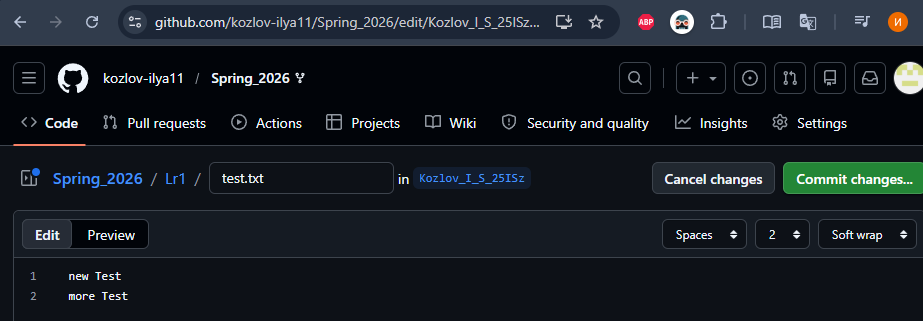 github.com/kozlov-ilya11/Spring_2026/edit/Kozlov_I_S_25ISz...
ABP
И
kozlov-ilya11 / Spring_2026
Code Pull requests Actions Projects Wiki Security and quality Insights Settings
Spring_2026 / Lr1 / test.txt in Kozlov_I_S_25ISz Cancel changes Commit changes...
Edit Preview Spaces 2 Soft wrap
1 new Test
2 more Test